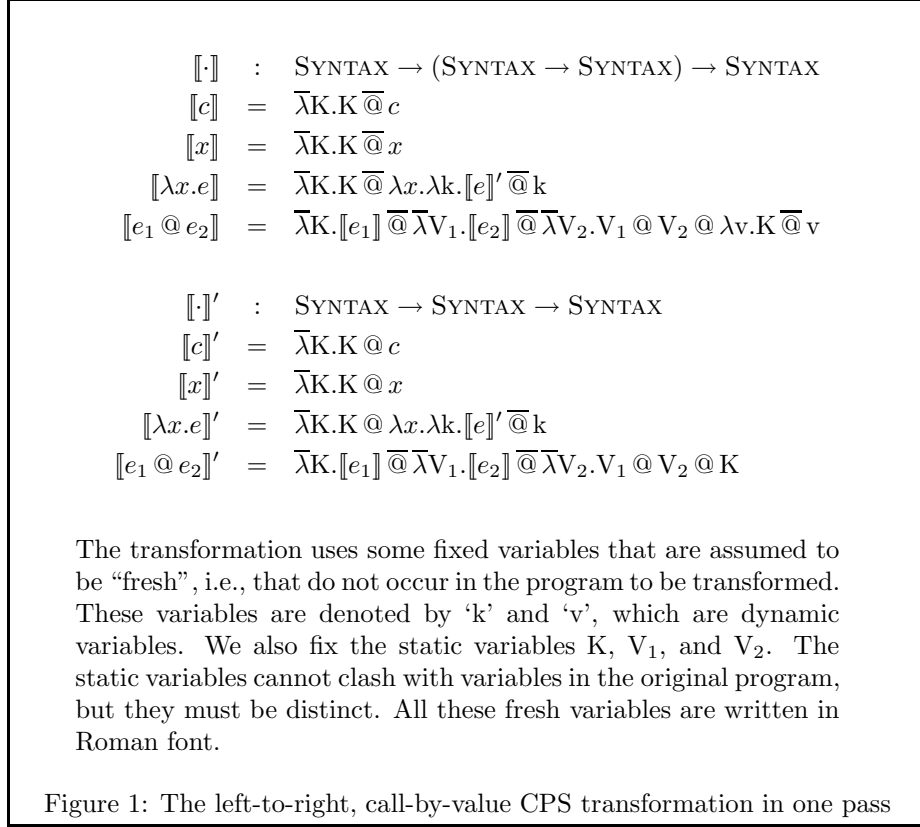 ⟦·⟧ : SYNTAX → (SYNTAX → SYNTAX) → SYNTAX
⟦c⟧ = λ̅K.K @̅ c
⟦x⟧ = λ̅K.K @̅ x
⟦λx.e⟧ = λ̅K.K @̅ λx.λk.⟦e⟧′ @̅ k
⟦e₁ @ e₂⟧ = λ̅K.⟦e₁⟧ @̅ λ̅V₁.⟦e₂⟧ @̅ λ̅V₂.V₁ @ V₂ @ λv.K @̅ v
⟦·⟧′ : SYNTAX → SYNTAX → SYNTAX
⟦c⟧′ = λ̅K.K @ c
⟦x⟧′ = λ̅K.K @ x
⟦λx.e⟧′ = λ̅K.K @ λx.λk.⟦e⟧′ @̅ k
⟦e₁ @ e₂⟧′ = λ̅K.⟦e₁⟧ @̅ λ̅V₁.⟦e₂⟧ @̅ λ̅V₂.V₁ @ V₂ @ K
The transformation uses some fixed variables that are assumed to
be “fresh”, i.e., that do not occur in the program to be transformed.
These variables are denoted by ‘k’ and ‘v’, which are dynamic
variables. We also fix the static variables K, V₁, and V₂. The
static variables cannot clash with variables in the original program,
but they must be distinct. All these fresh variables are written in
Roman font.
Figure 1: The left-to-right, call-by-value CPS transformation in one pass